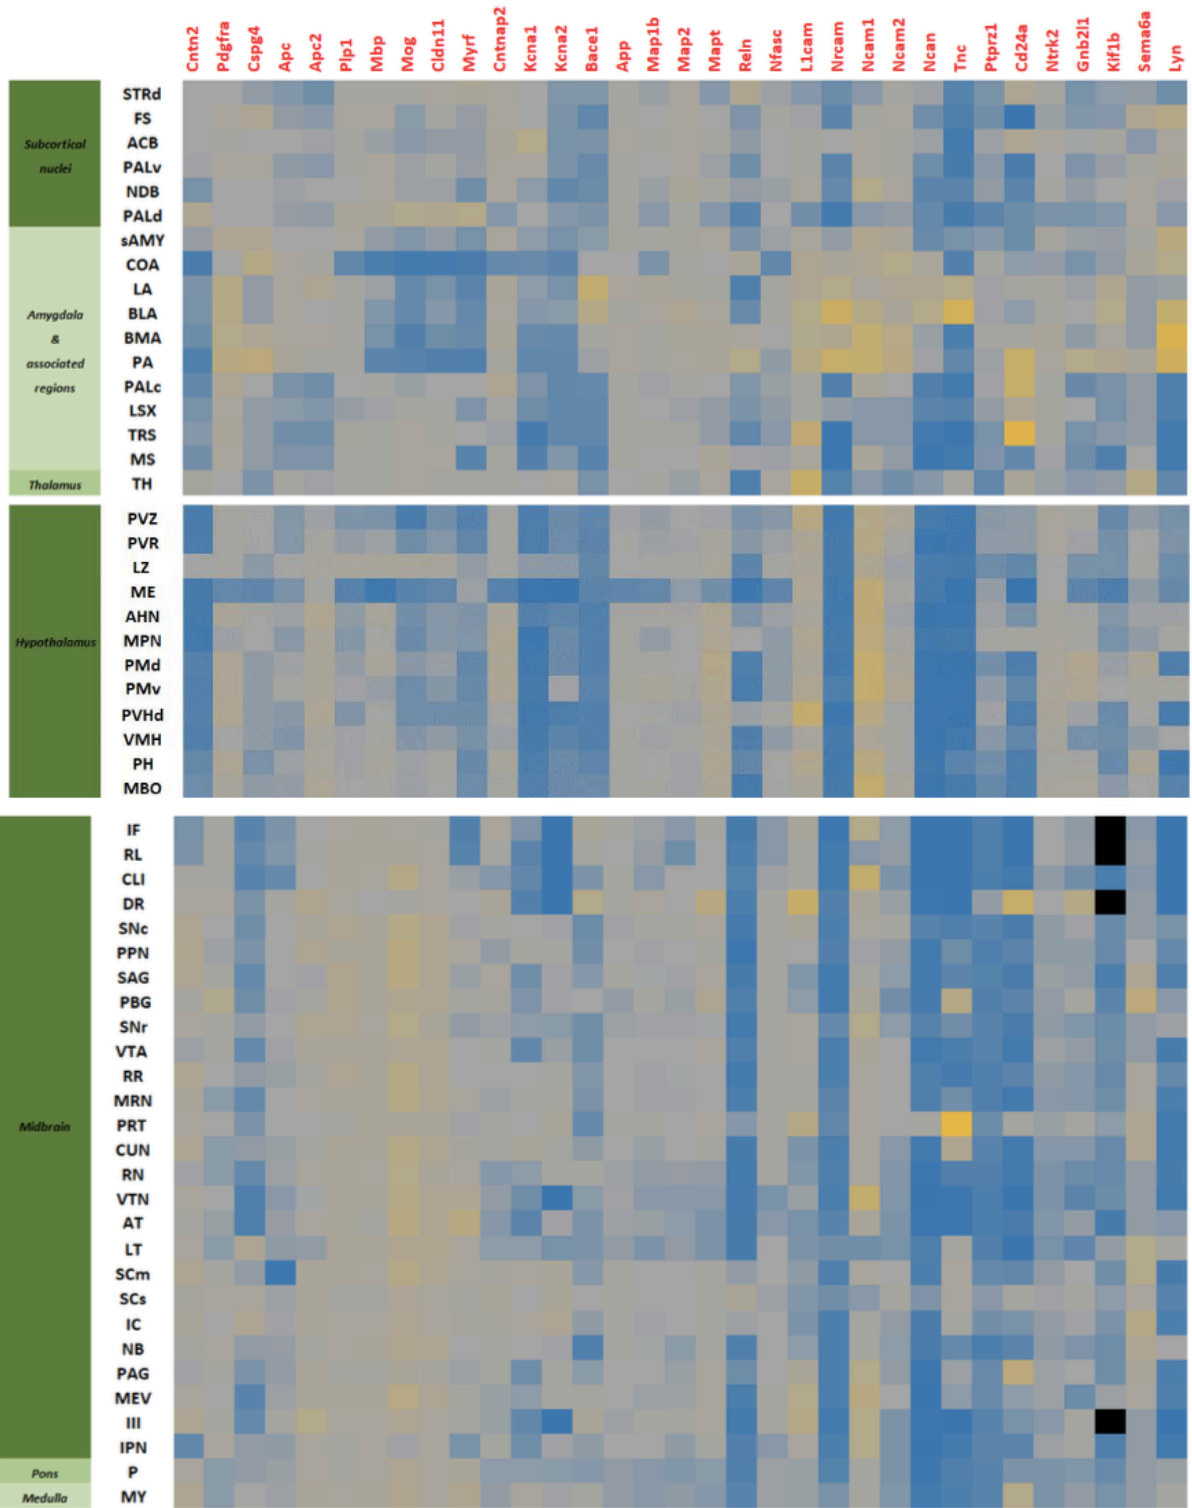 Cntn2 Pdgfra Cspg4 Apc Apc2 Plp1 Mbp Mog Cldn11 Myrf Cntnap2 Kcna1 Kcna2 Bace1 App Map1b Map2 Mapt Reln Nfasc L1cam Nrcam Ncam1 Ncam2 Ncan Tnc Ptprz1 Cd24a Ntrk2 Gnb2l1 Kif1b Sema6a Lyn
Subcortical
nuclei
STRd
FS
ACB
PALv
NDB
PALd
Amygdala
&
associated
regions
sAMY
COA
LA
BLA
BMA
PA
PALc
LSX
TRS
MS
Thalamus
TH
Hypothalamus
PVZ
PVR
LZ
ME
AHN
MPN
PMd
PMv
PVHd
VMH
PH
MBO
Midbrain
IF
RL
CLI
DR
SNc
PPN
SAG
PBG
SNr
VTA
RR
MRN
PRT
CUN
RN
VTN
AT
LT
SCm
SCs
IC
NB
PAG
MEV
III
IPN
Pons
P
Medulla
MY